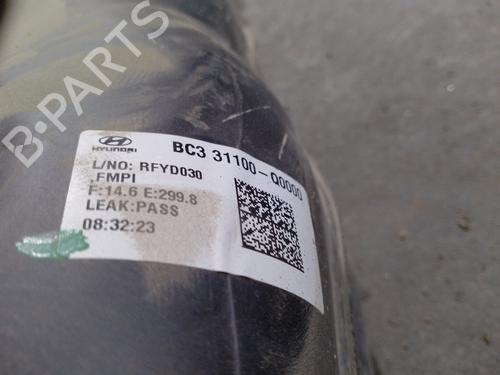 B-PARTS
HYUNDAI BC3 31100-Q0000
L/NO: RFYD030
.FMPI
F:14.6 E:299.8
LEAK:PASS
08:32:23